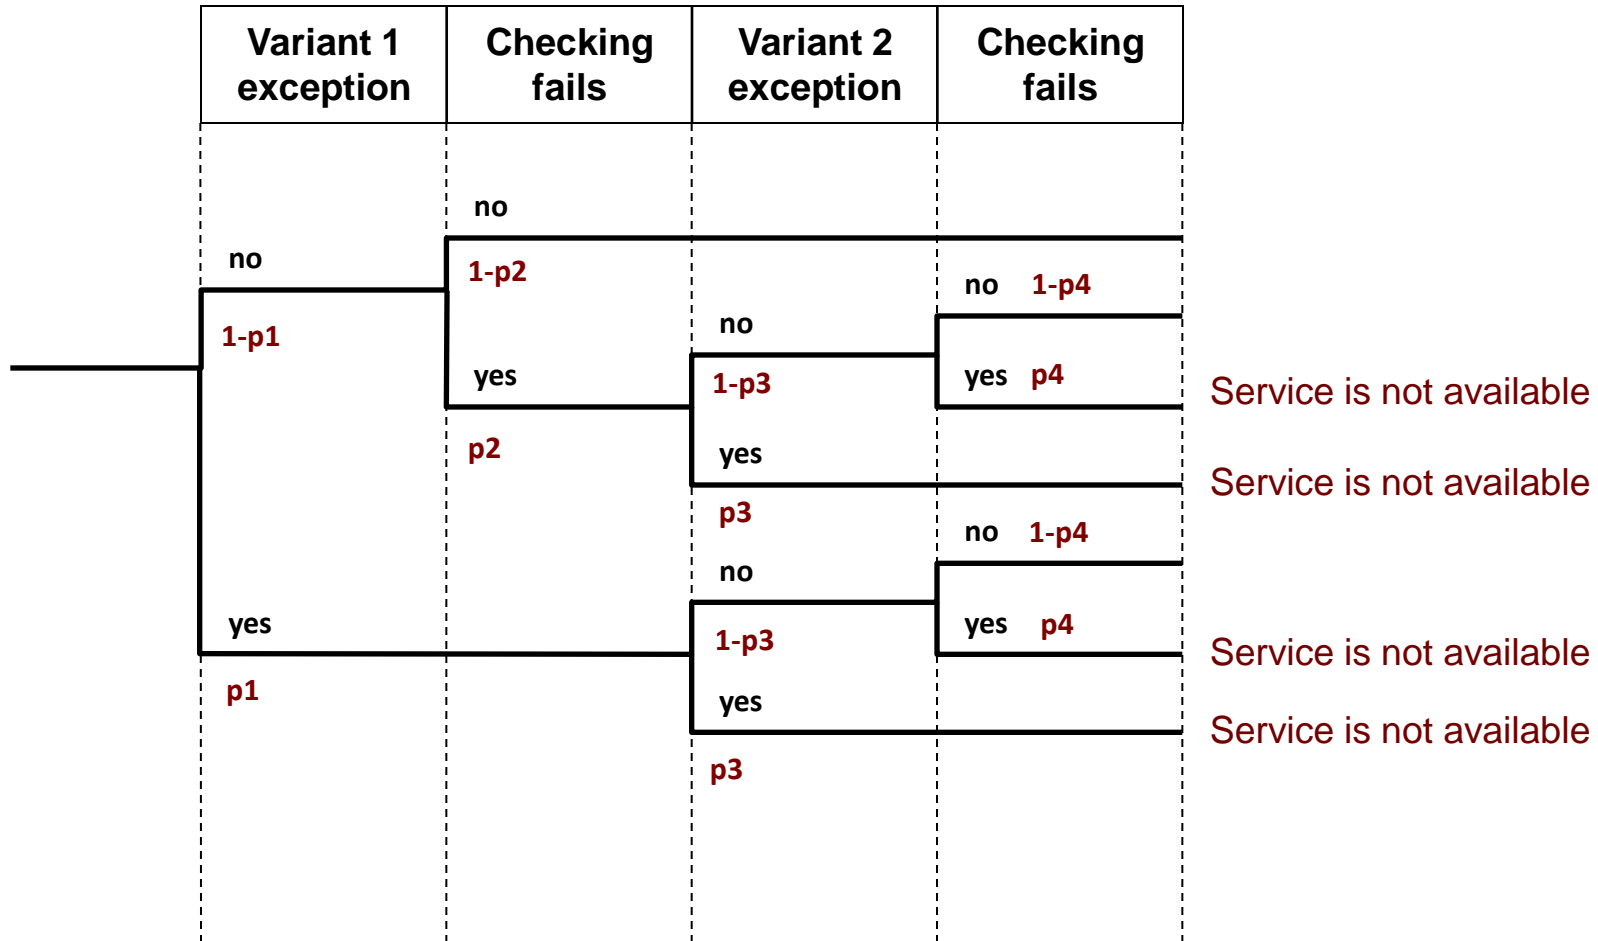 Variant 1
exception
Checking
fails
Variant 2
exception
Checking
fails
no
no
1-p2
no 1-p4
1-p1
no
yes
1-p3
yes p4
Service is not available
p2
yes
Service is not available
p3
no 1-p4
no
yes
1-p3
yes p4
Service is not available
p1
yes
Service is not available
p3